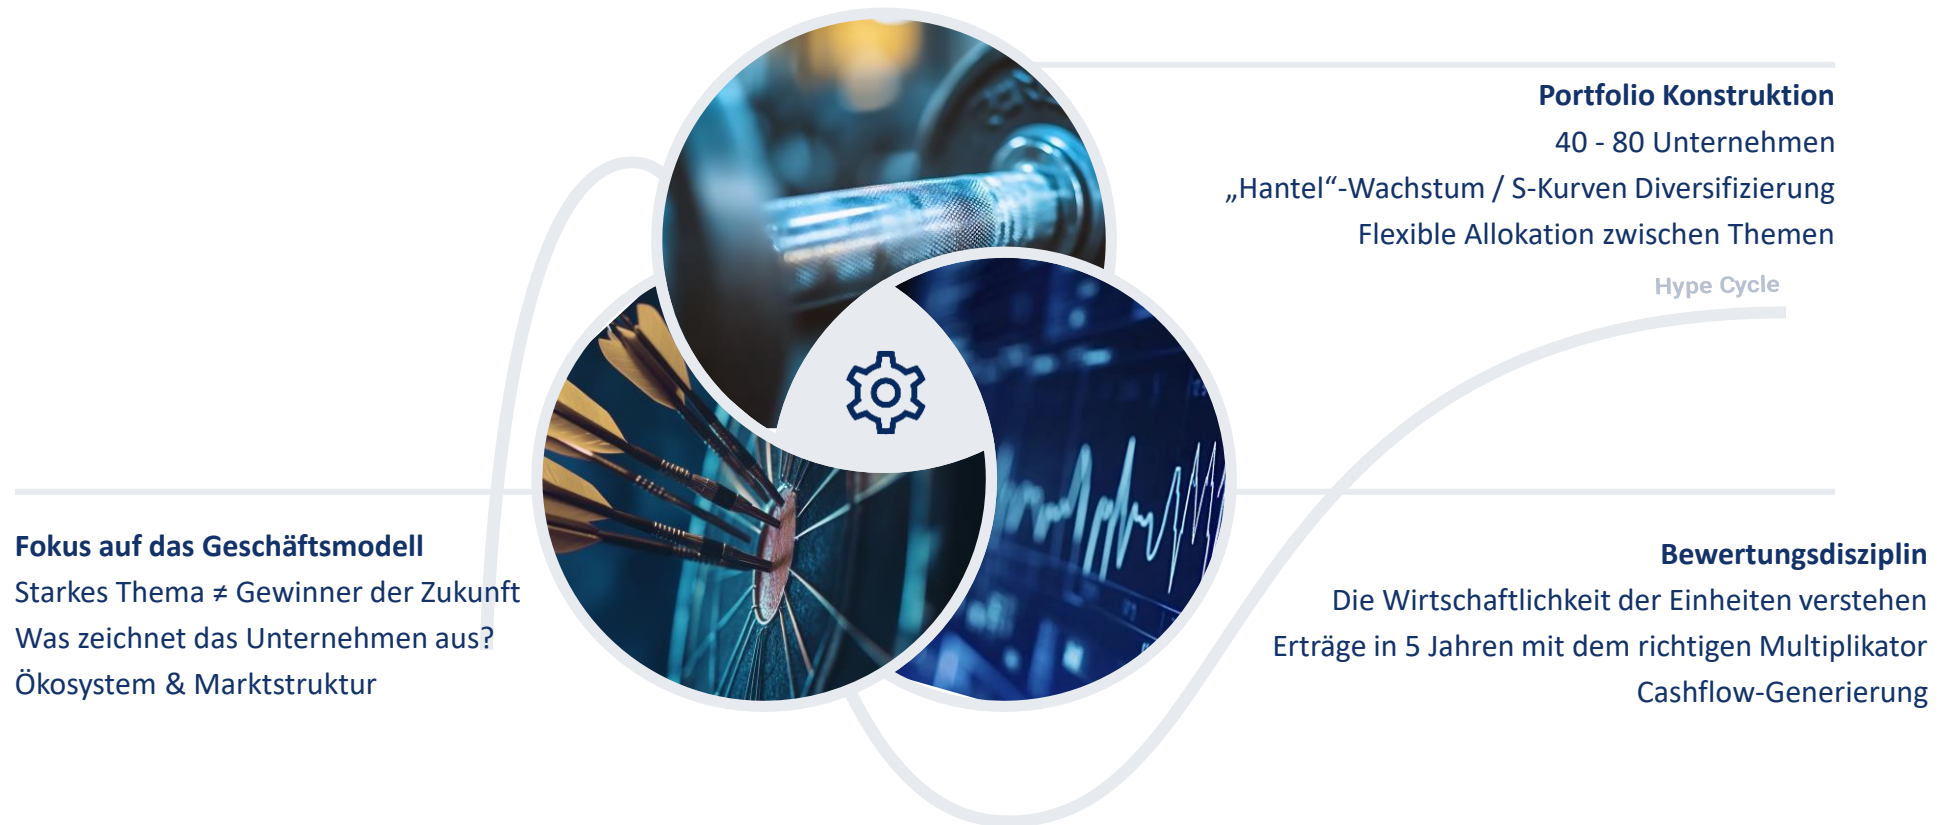 Portfolio Konstruktion
40 - 80 Unternehmen
„Hantel“-Wachstum / S-Kurven Diversifizierung
Flexible Allokation zwischen Themen
Hype Cycle
Fokus auf das Geschäftsmodell
Starkes Thema ≠ Gewinner der Zukunft
Was zeichnet das Unternehmen aus?
Ökosystem & Marktstruktur
Bewertungsdisziplin
Die Wirtschaftlichkeit der Einheiten verstehen
Erträge in 5 Jahren mit dem richtigen Multiplikator
Cashflow-Generierung